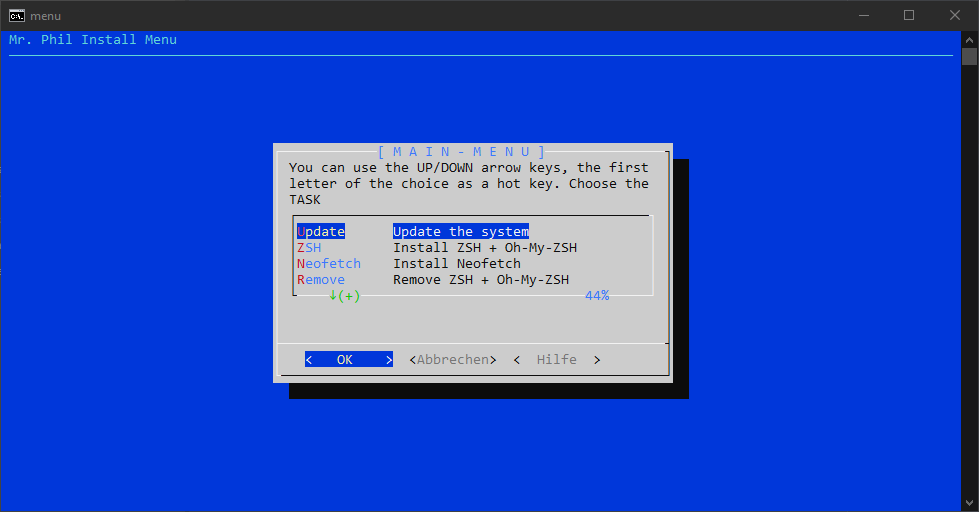 menu
Mr. Phil Install Menu
[ M A I N - M E N U ]
You can use the UP/DOWN arrow keys, the first
letter of the choice as a hot key. Choose the
TASK
Update Update the system
ZSH Install ZSH + Oh-My-ZSH
Neofetch Install Neofetch
Remove Remove ZSH + Oh-My-ZSH
↓(+) 44%
< OK > <Abbrechen> < Hilfe >